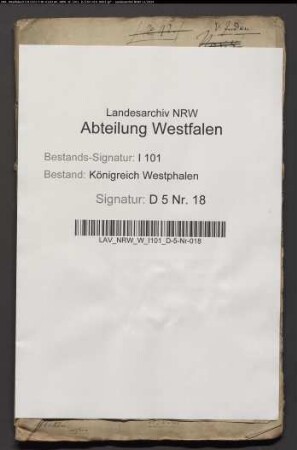 Landesarchiv NRW
Abteilung Westfalen
Bestands-Signatur: I 101
Bestand: Königreich Westphalen
Signatur: D 5 Nr. 18
LAV_NRW_W_I101_D-5-Nr-018